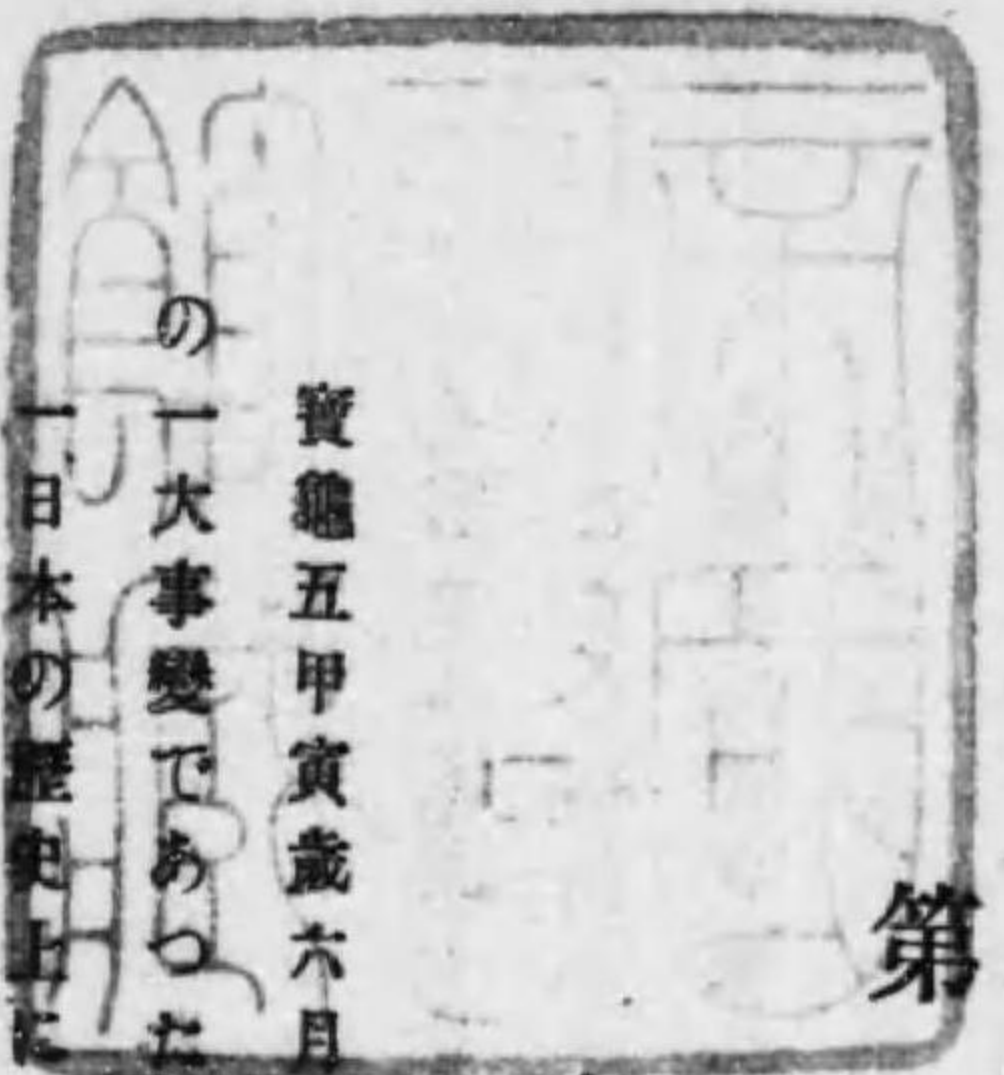 第
寶龜五甲寅歳六月
の一大事變であつた
一日本の歷史上に